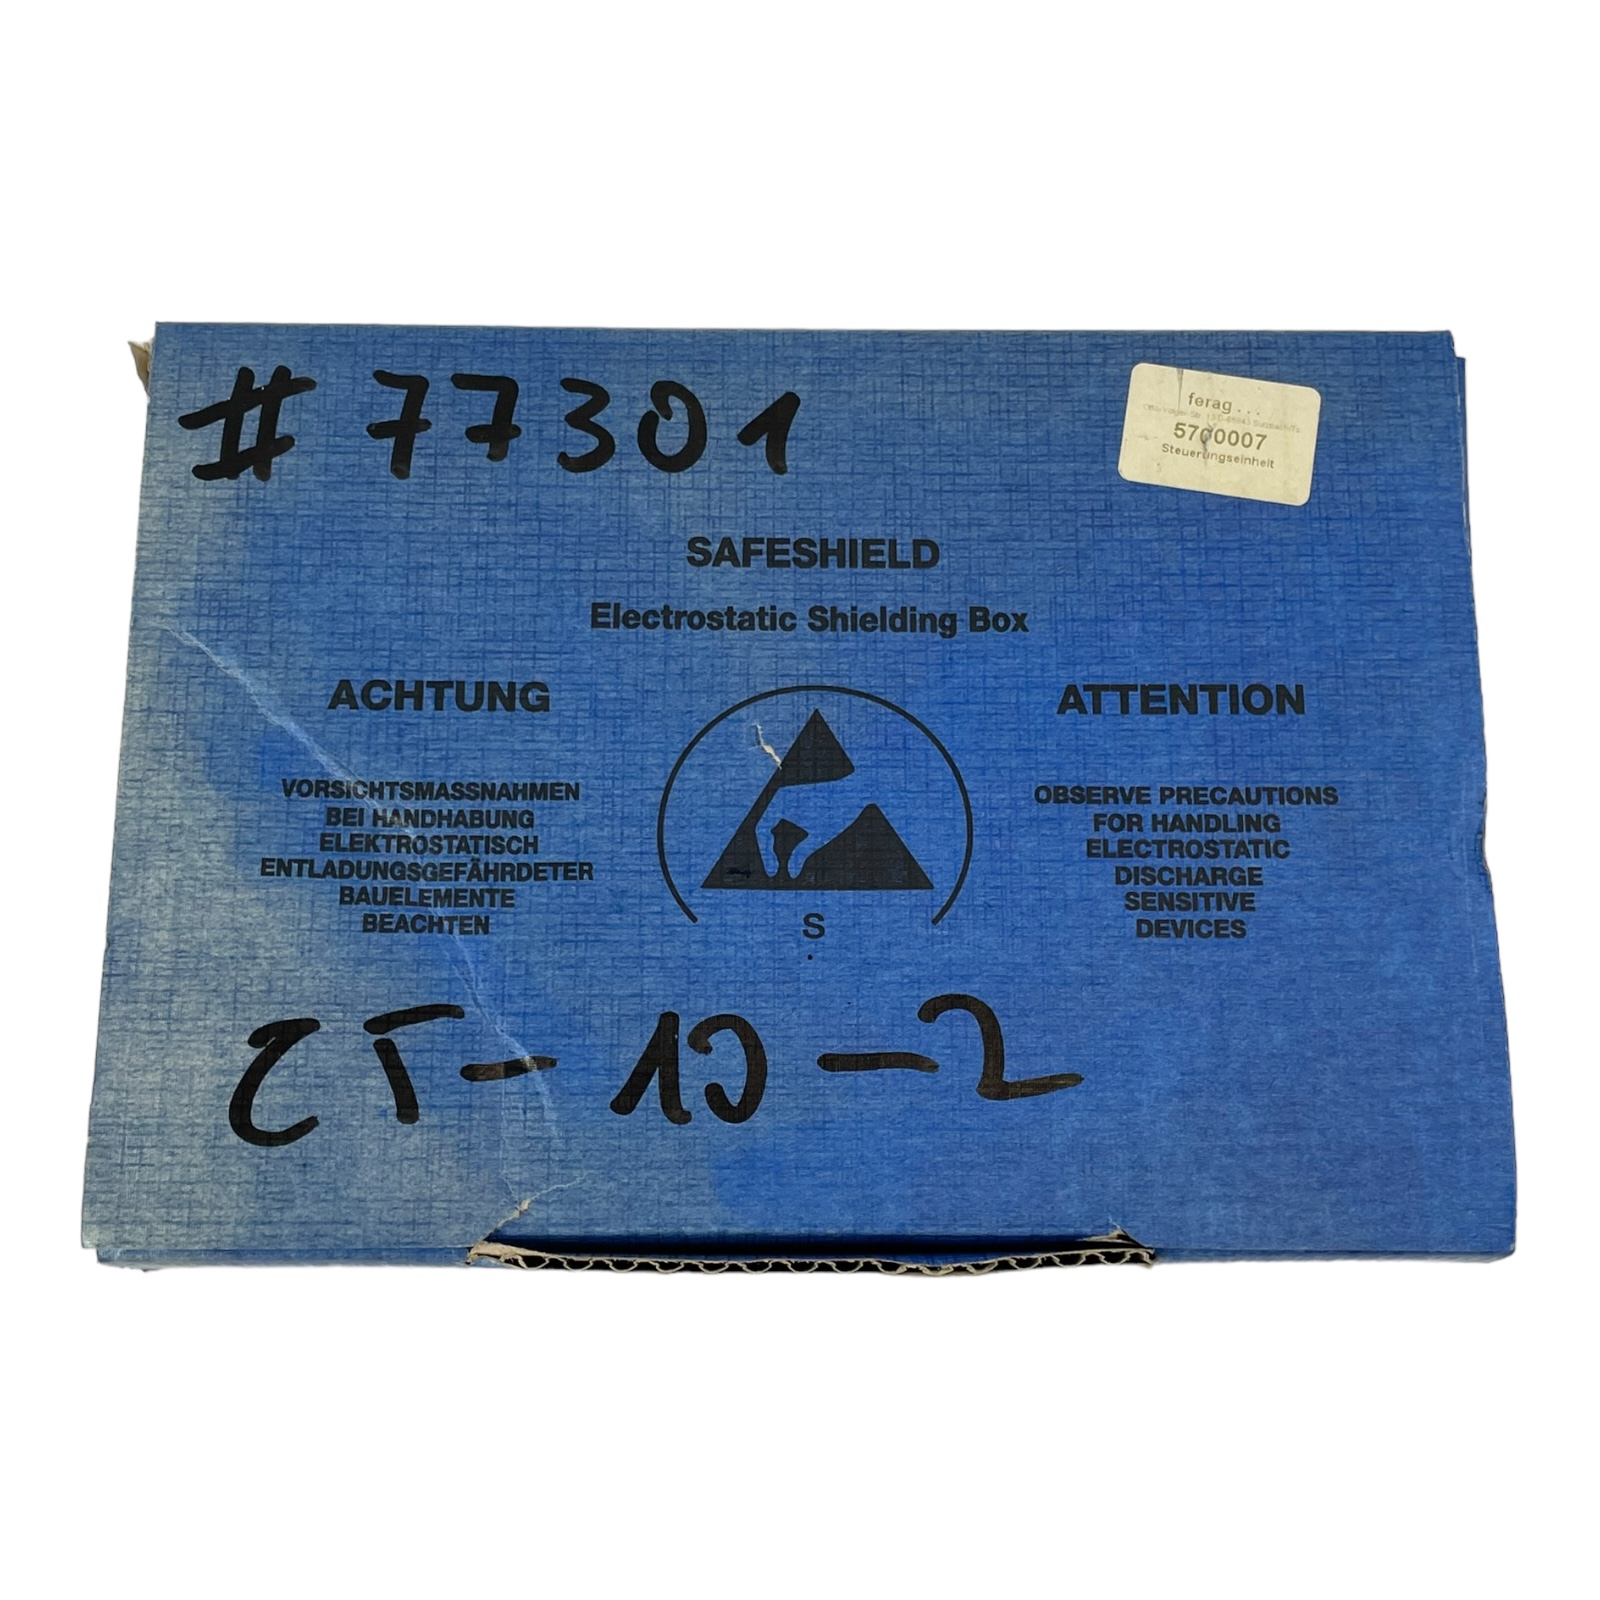 # 77301
ferag...
5700007
Steuerungseinheit
SAFESHIELD
Electrostatic Shielding Box
ACHTUNG
VORSICHTSMASSNAHMEN
BEI HANDHABUNG
ELEKTROSTATISCH
ENTLADUNGSGEFÄHRDETER
BAUELEMENTE
BEACHTEN
S
ATTENTION
OBSERVE PRECAUTIONS
FOR HANDLING
ELECTROSTATIC
DISCHARGE
SENSITIVE
DEVICES
CT-10-2